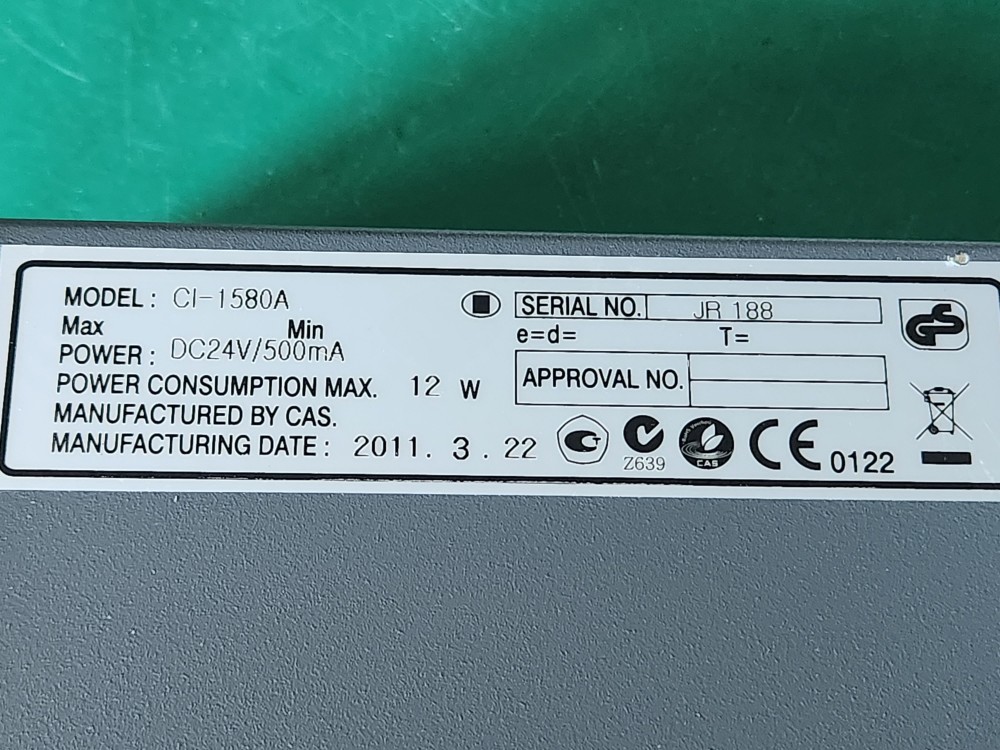 MODEL : CI-1580A
Max Min
POWER : DC24V/500mA
POWER CONSUMPTION MAX. 12 W
MANUFACTURED BY CAS.
MANUFACTURING DATE : 2011. 3 . 22
SERIAL NO. JR 188
e=d= T=
APPROVAL NO.
Z639
CAS
CE 0122
GS